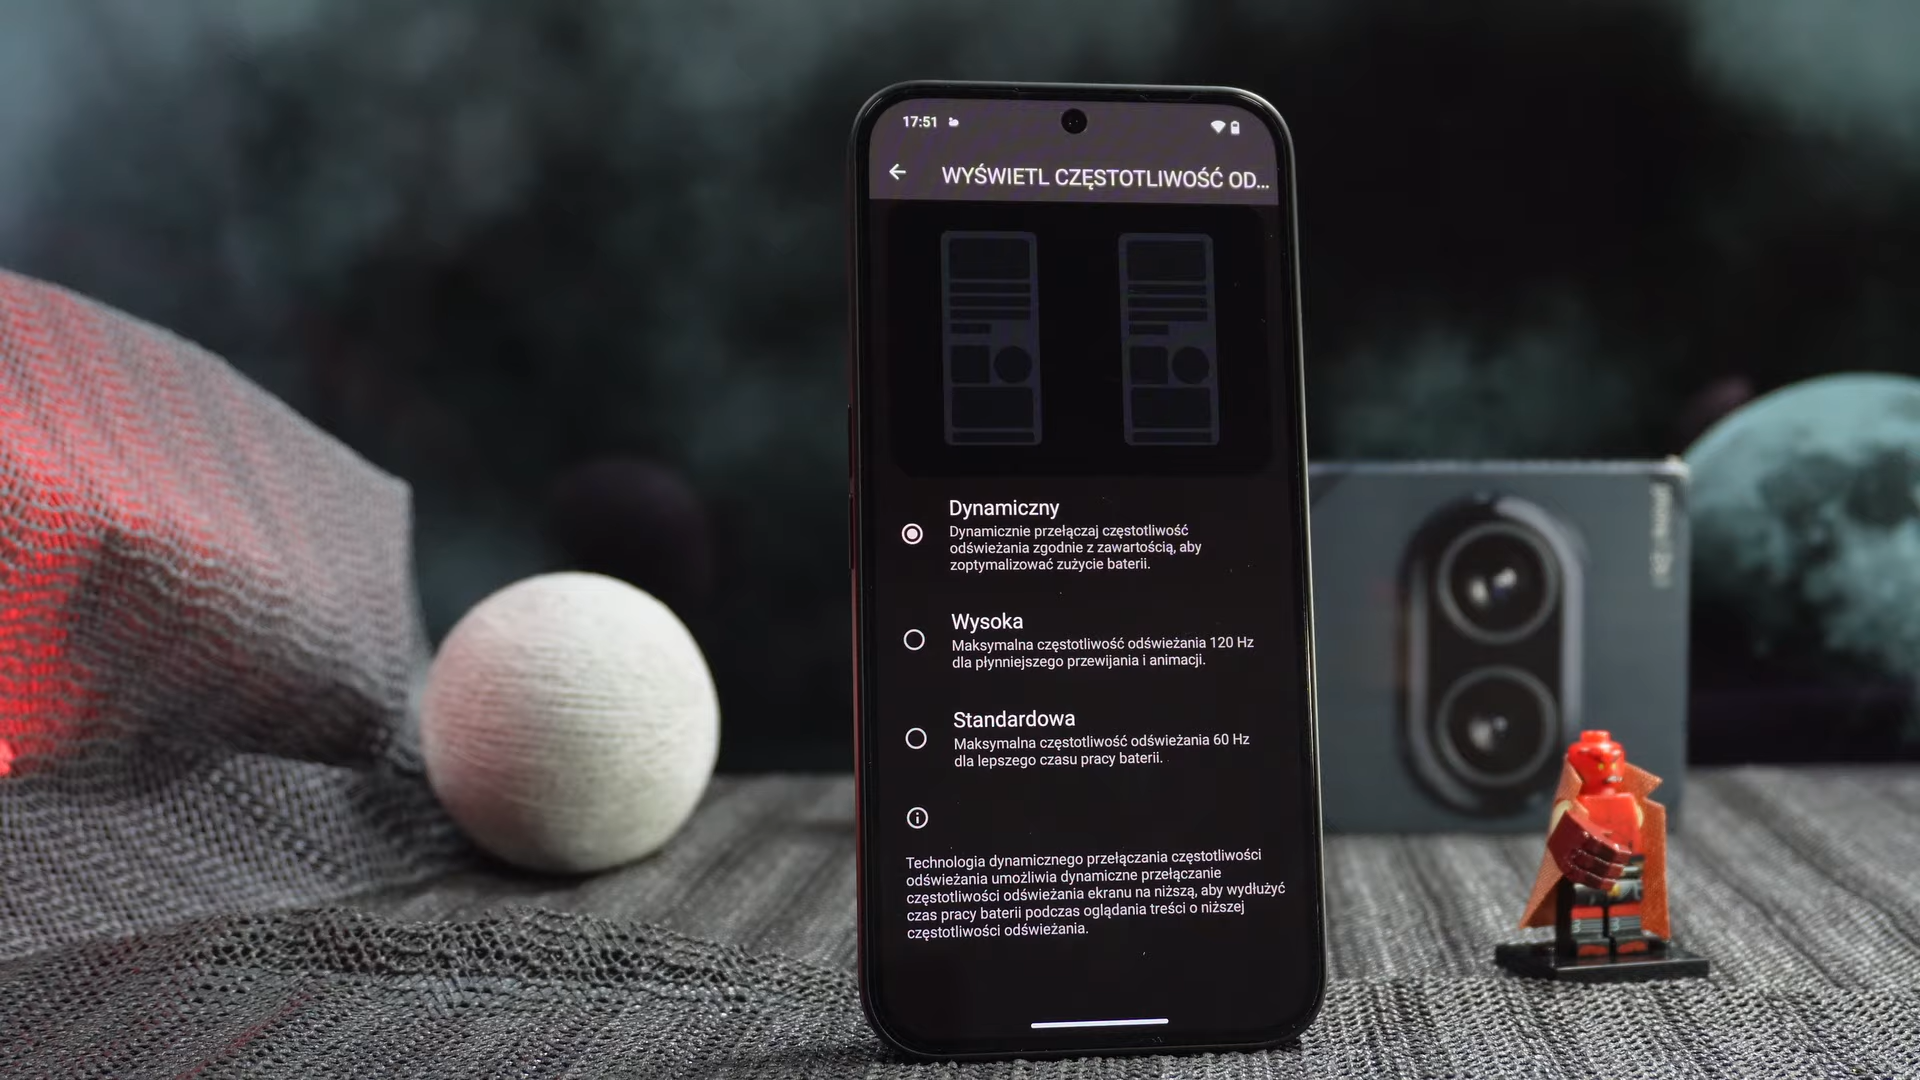 17:51
WYŚWIETL CZĘSTOTLIWOŚĆ OD...
Dynamiczny
Dynamicznie przełączaj częstotliwość
odświeżania zgodnie z zawartością, aby
zoptymalizować zużycie baterii.
Wysoka
Maksymalna częstotliwość odświeżania 120 Hz
dla płynniejszego przewijania i animacji.
Standardowa
Maksymalna częstotliwość odświeżania 60 Hz
dla lepszego czasu pracy baterii.
Technologia dynamicznego przełączania częstotliwości
odświeżania umożliwia dynamiczne przełączanie
częstotliwości odświeżania ekranu na niższą, aby wydłużyć
czas pracy baterii podczas oglądania treści o niższej
częstotliwości odświeżania.